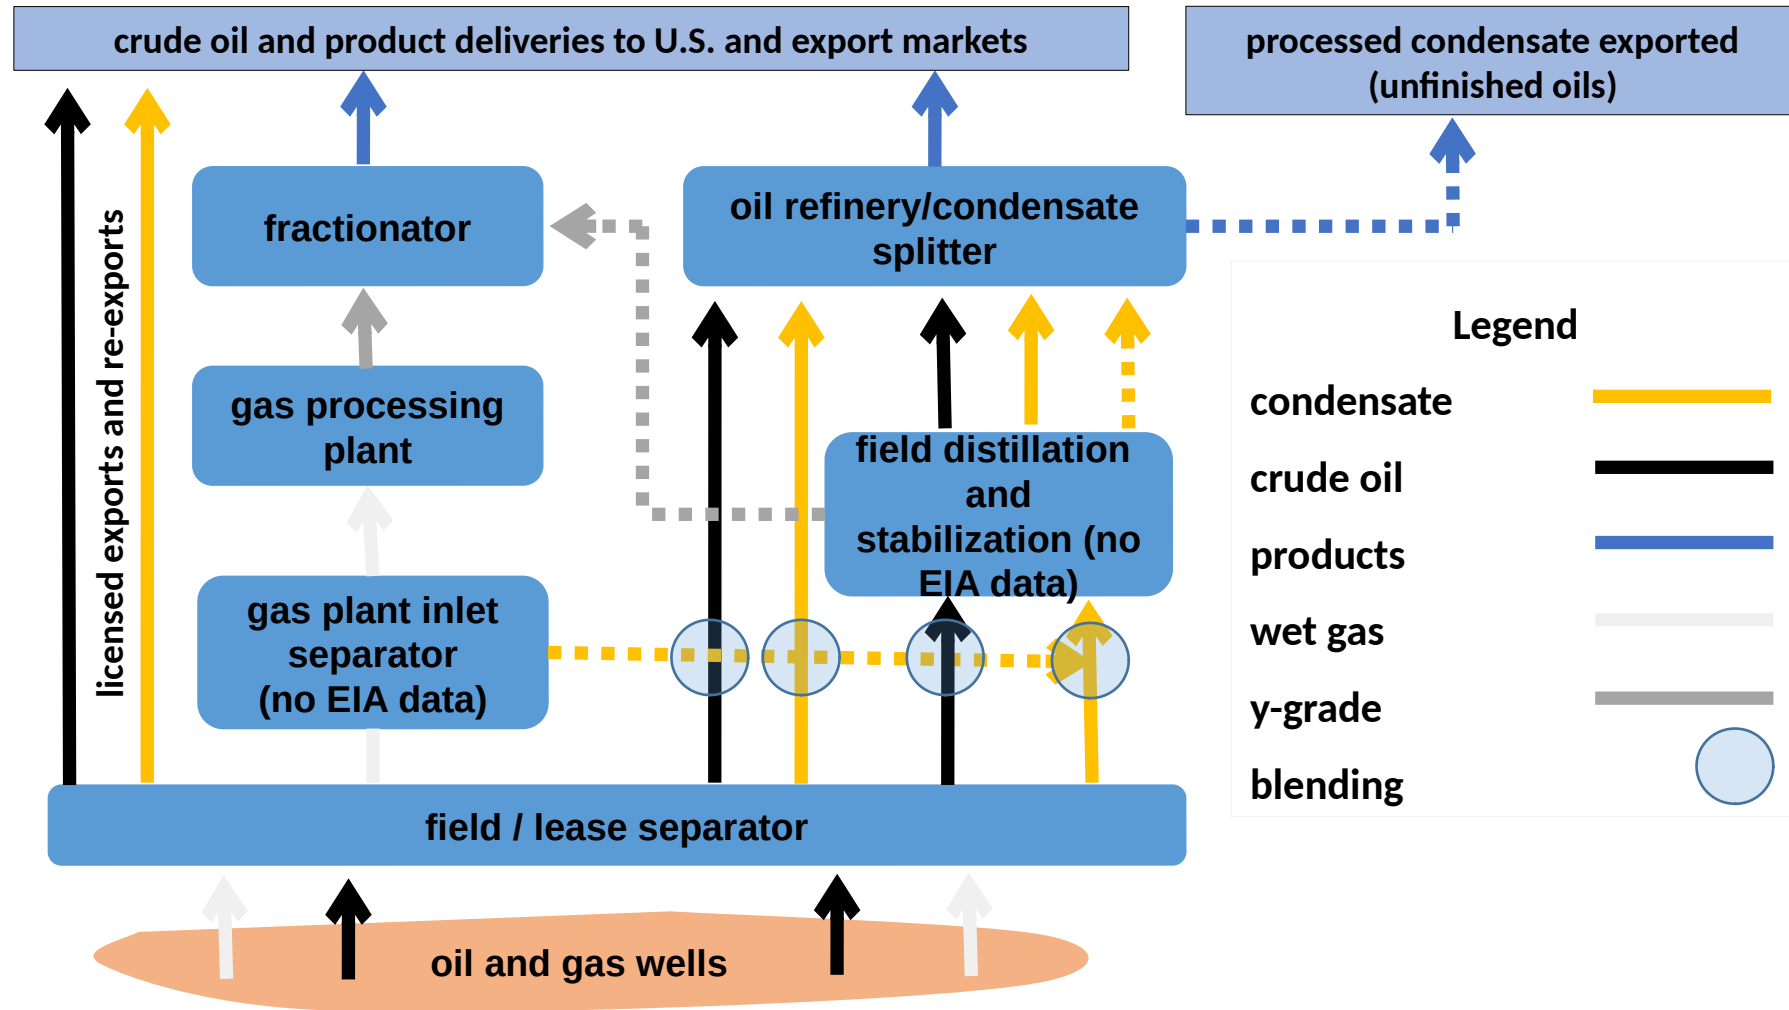 crude oil and product deliveries to U.S. and export markets
processed condensate exported
(unfinished oils)
licensed exports and re-exports
fractionator
oil refinery/condensate
splitter
gas processing
plant
field distillation
and
stabilization (no
EIA data)
gas plant inlet
separator
(no EIA data)
field / lease separator
oil and gas wells
Legend
condensate
crude oil
products
wet gas
y-grade
blending